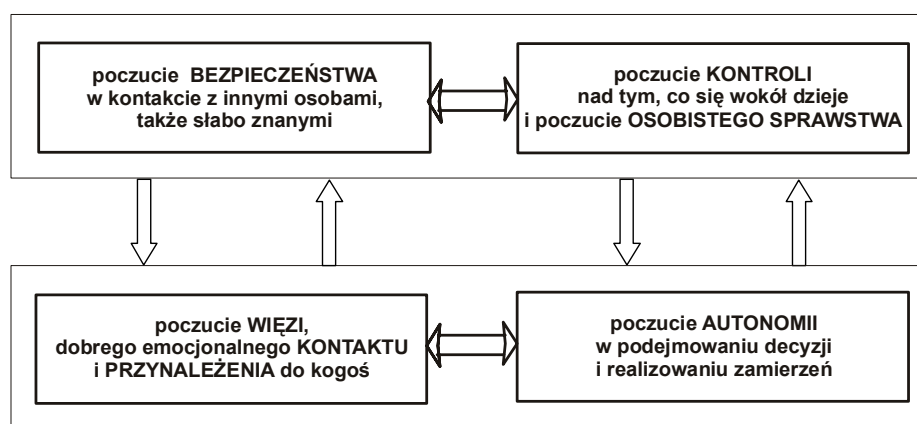 poczucie BEZPIECZEŃSTWA
w kontakcie z innymi osobami,
także słabo znanymi
poczucie KONTROLI
nad tym, co się wokół dzieje
i poczucie OSOBISTEGO SPRAWSTWA
poczucie WIĘZI,
dobrego emocjonalnego KONTAKTU
i PRZYNALEŻENIA do kogoś
poczucie AUTONOMII
w podejmowaniu decyzji
i realizowaniu zamierzeń